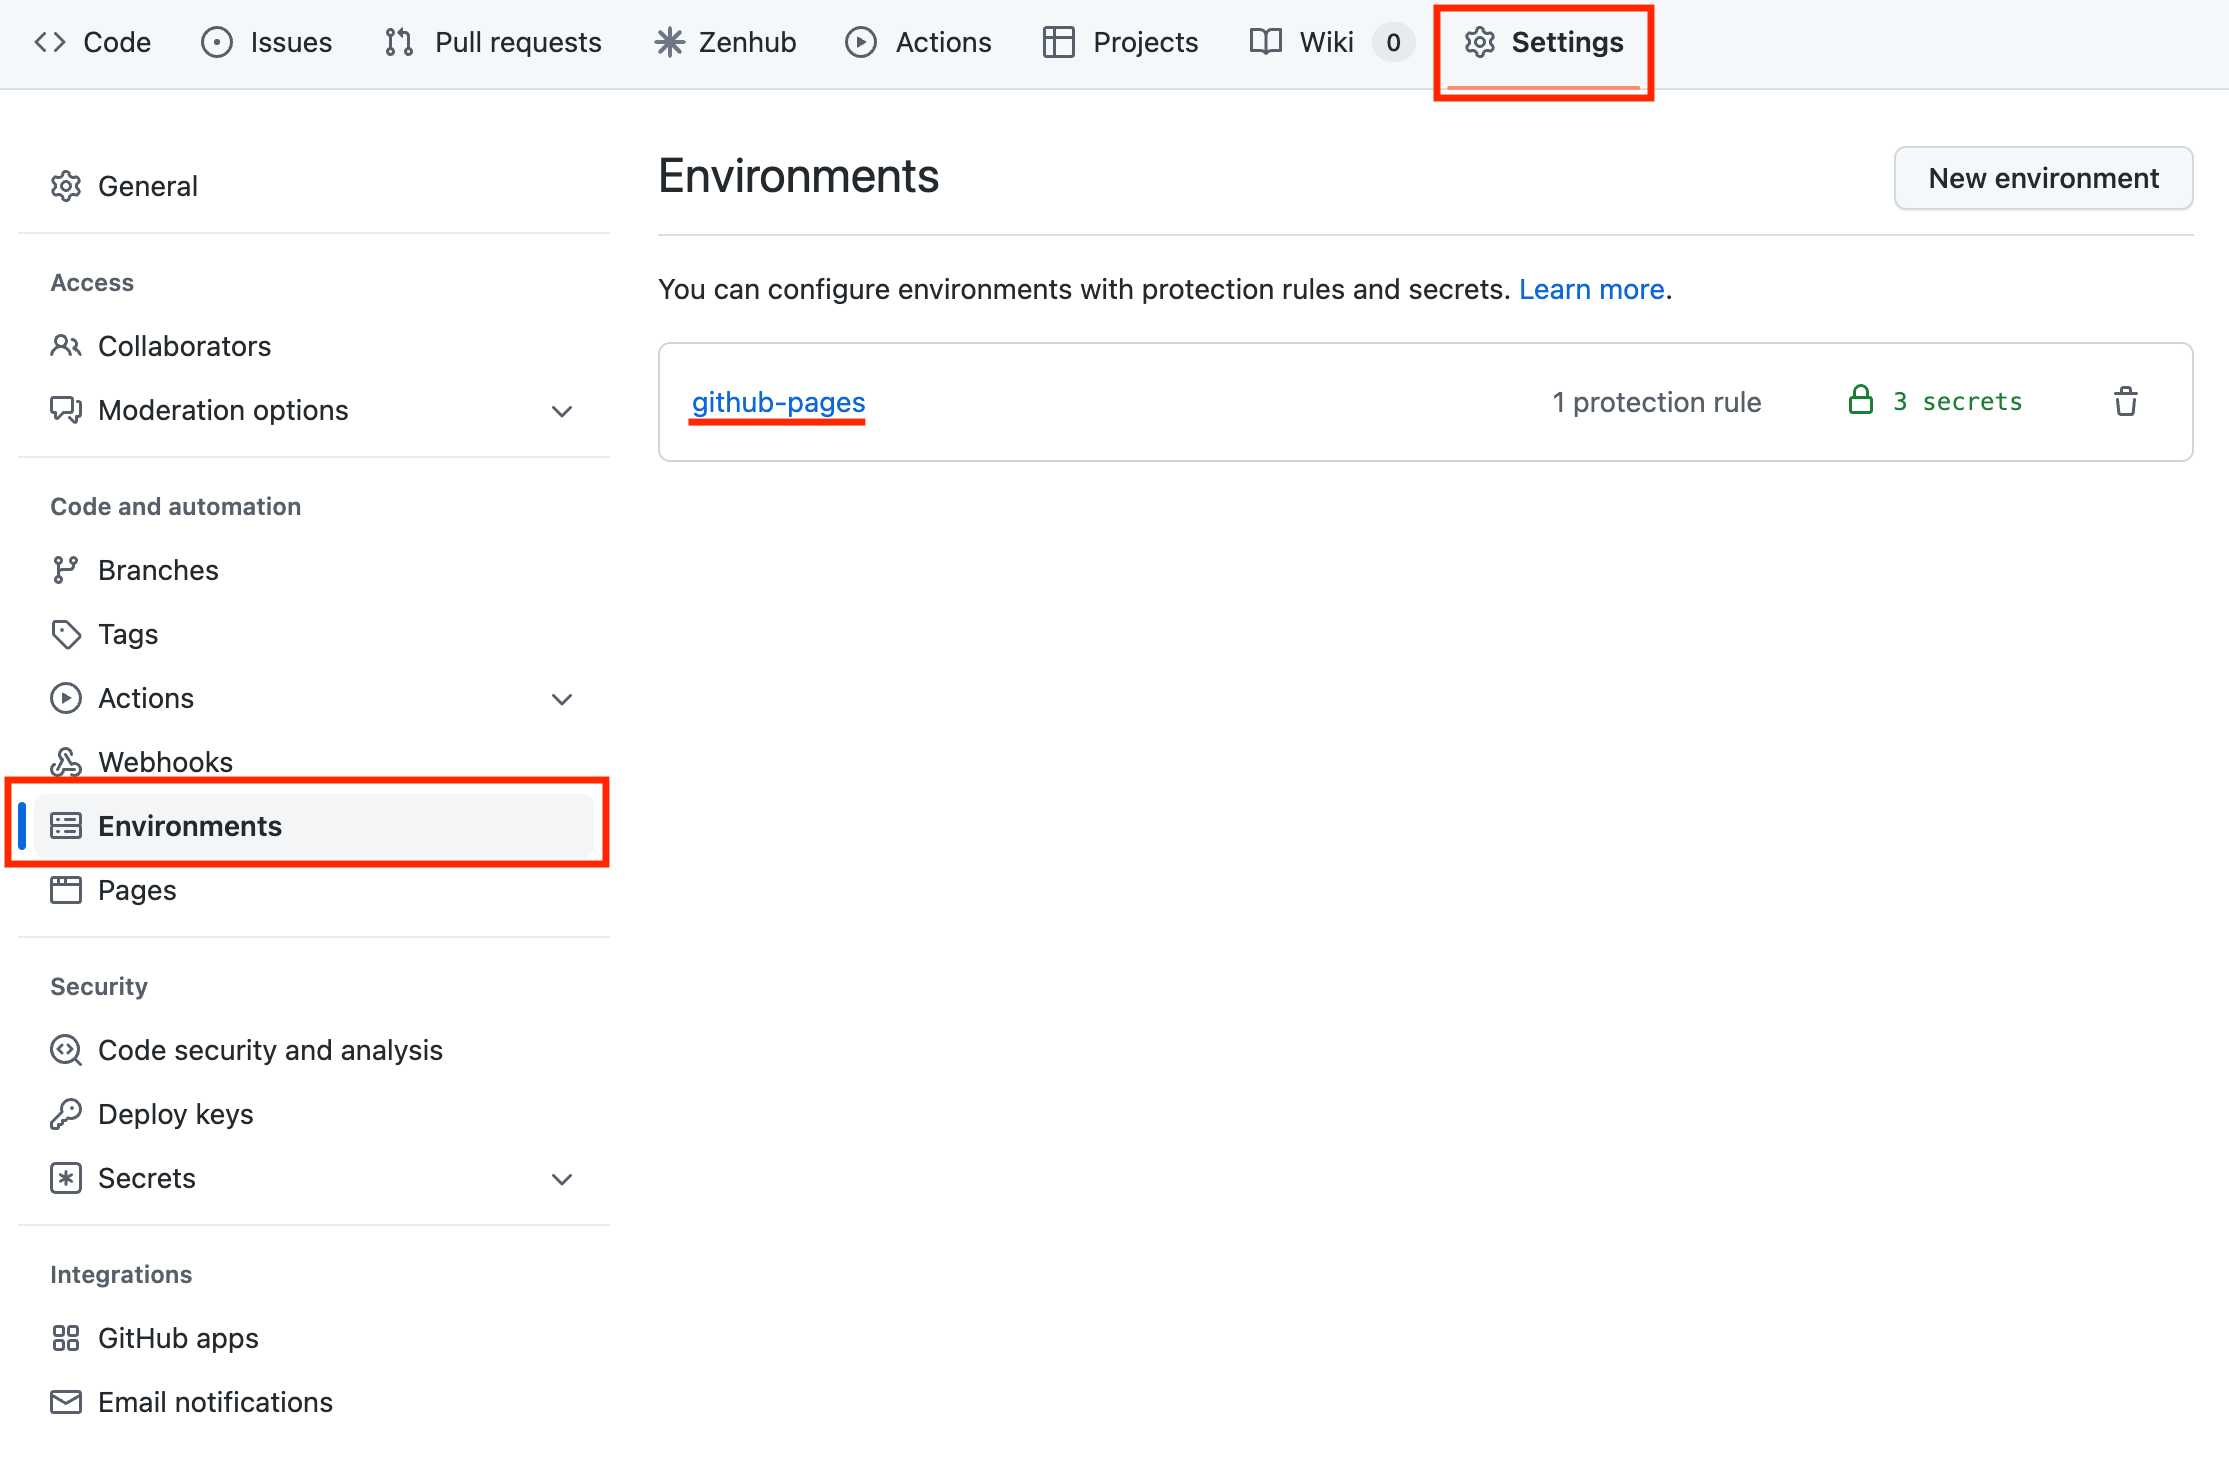 Code Issues Pull requests Zenhub Actions Projects Wiki 0 Settings
General
Access
Collaborators
Moderation options
Code and automation
Branches
Tags
Actions
Webhooks
Environments
Pages
Security
Code security and analysis
Deploy keys
Secrets
Integrations
GitHub apps
Email notifications
Environments
New environment
You can configure environments with protection rules and secrets. Learn more.
github-pages 1 protection rule 3 secrets